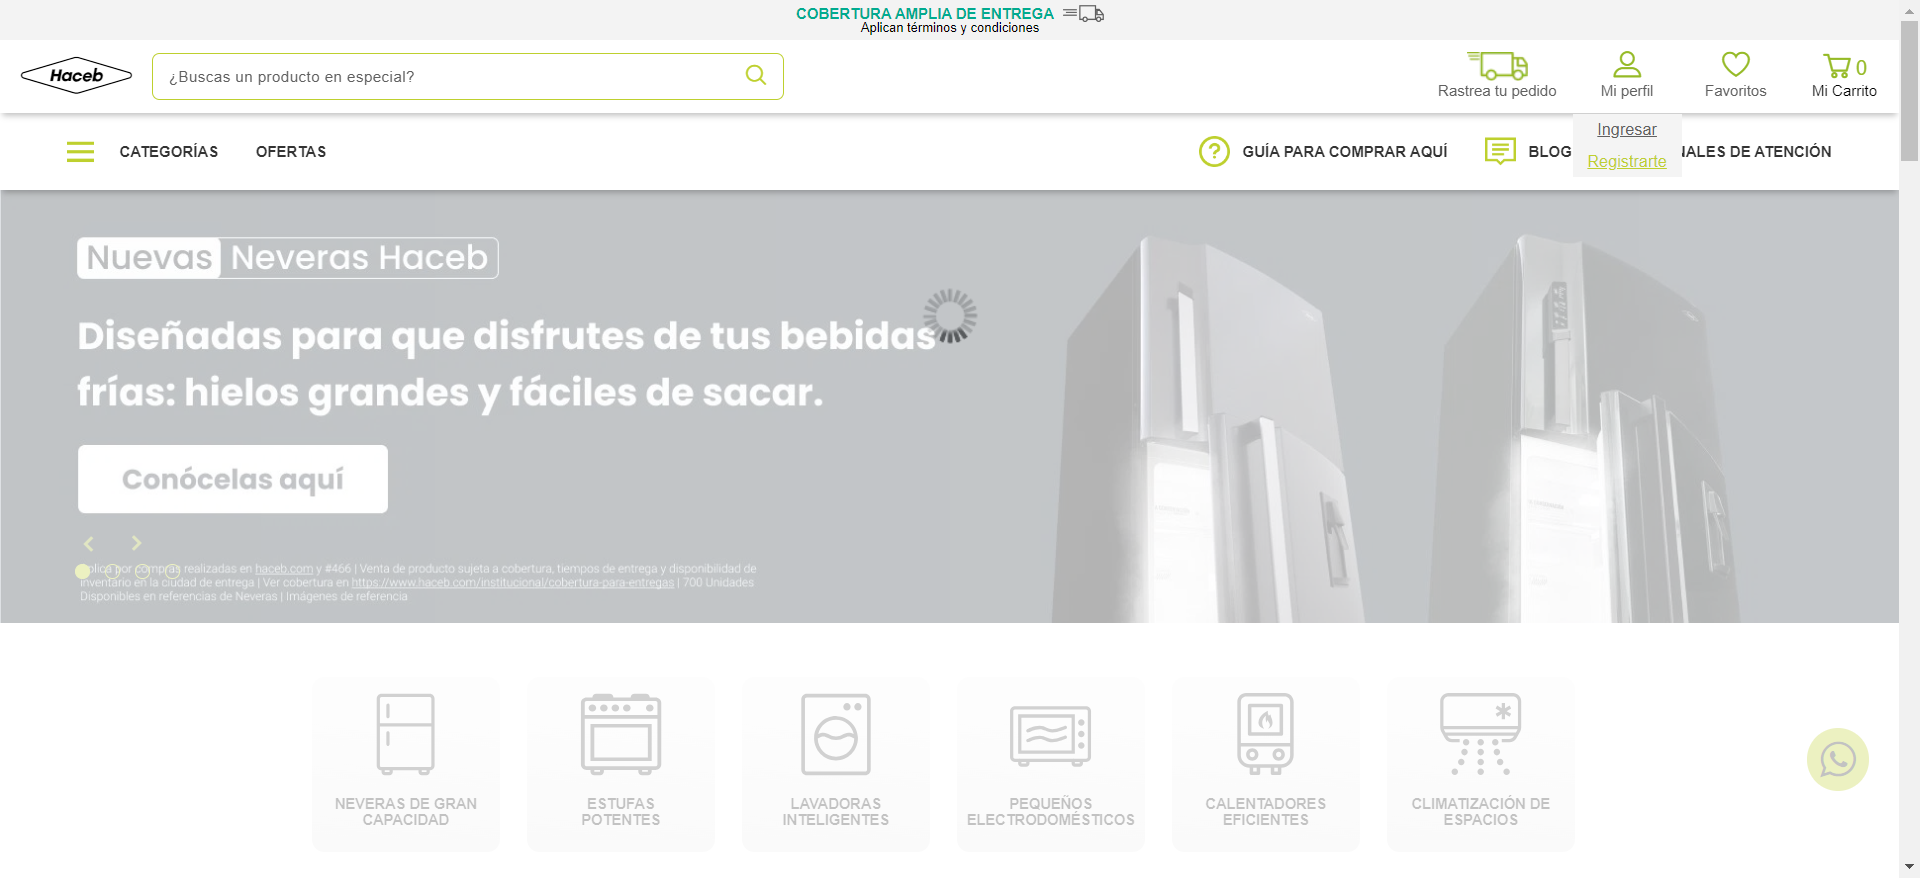 COBERTURA AMPLIA DE ENTREGA
Aplican términos y condiciones
Haceb
¿Buscas un producto en especial?
Rastrea tu pedido
Mi perfil
Favoritos
0
Mi Carrito
Ingresar
Registrarte
CATEGORÍAS
OFERTAS
GUÍA PARA COMPRAR AQUÍ
BLOG
NALES DE ATENCIÓN
Nuevas Neveras Haceb
Diseñadas para que disfrutes de tus bebidas
frías: hielos grandes y fáciles de sacar.
Conócelas aquí
Aplica por compras realizadas en haceb.com y #466 | Venta de producto sujeta a cobertura, tiempos de entrega y disponibilidad de
inventario en la ciudad de entrega | Ver cobertura en https://www.haceb.com/institucional/cobertura-para-entregas | 700 Unidades
Disponibles en referencias de Neveras | Imágenes de referencia
NEVERAS DE GRAN
CAPACIDAD
ESTUFAS
POTENTES
LAVADORAS
INTELIGENTES
PEQUEÑOS
ELECTRODOMÉSTICOS
CALENTADORES
EFICIENTES
CLIMATIZACIÓN DE
ESPACIOS